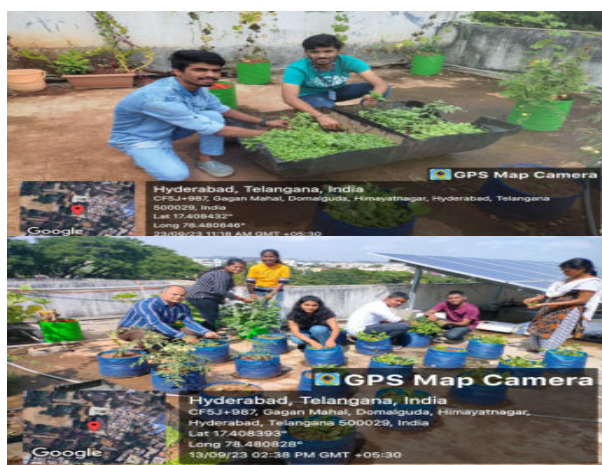 GPS Map Camera
Hyderabad, Telangana, India
CF5J+987, Gagan Mahal, Domalguda, Himayatnagar, Hyderabad, Telangana
500029, India
Lat 17.408432°
Long 78.480646°
23/09/23 11:18 AM GMT +05:30
Google
GPS Map Camera
Hyderabad, Telangana, India
CF5J+987, Gagan Mahal, Domalguda, Himayatnagar,
Hyderabad, Telangana 500029, India
Lat 17.408393°
Long 78.480828°
13/09/23 02:38 PM GMT +05:30
Google